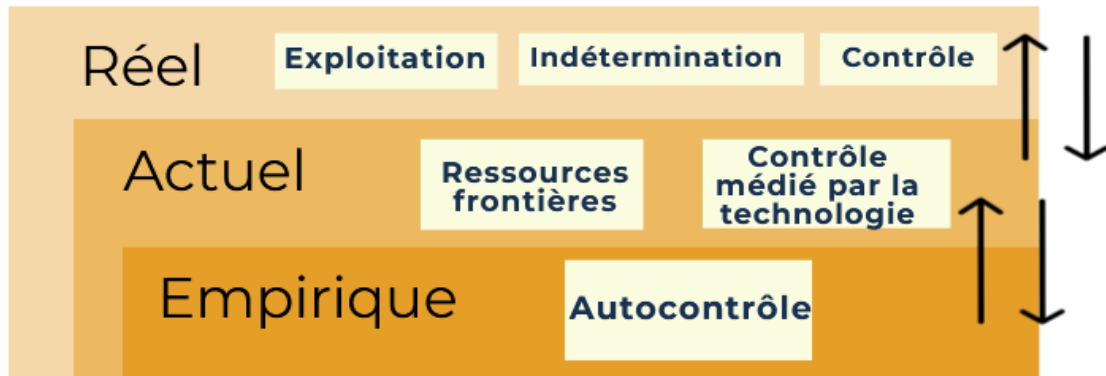 Réel
Exploitation
Indétermination
Contrôle
Actuel
Ressources
frontières
Contrôle
médié par la
technologie
Empirique
Autocontrôle